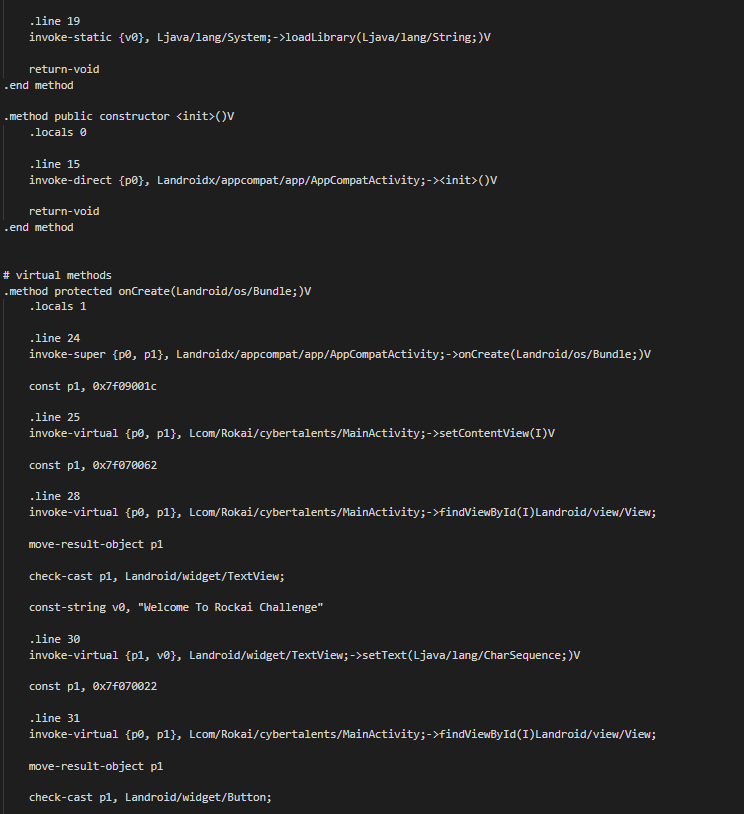 .line 19
invoke-static {v0}, Ljava/lang/System;->loadLibrary(Ljava/lang/String;)V
return-void
.end method
.method public constructor <init>()V
.locals 0
.line 15
invoke-direct {p0}, Landroidx/appcompat/app/AppCompatActivity;-><init>()V
return-void
.end method
# virtual methods
.method protected onCreate(Landroid/os/Bundle;)V
.locals 1
.line 24
invoke-super {p0, p1}, Landroidx/appcompat/app/AppCompatActivity;->onCreate(Landroid/os/Bundle;)V
const p1, 0x7f09001c
.line 25
invoke-virtual {p0, p1}, Lcom/Rokai/cybertalents/MainActivity;->setContentView(I)V
const p1, 0x7f070062
.line 28
invoke-virtual {p0, p1}, Lcom/Rokai/cybertalents/MainActivity;->findViewById(I)Landroid/view/View;
move-result-object p1
check-cast p1, Landroid/widget/TextView;
const-string v0, "Welcome To Rockai Challenge"
.line 30
invoke-virtual {p1, v0}, Landroid/widget/TextView;->setText(Ljava/lang/CharSequence;)V
const p1, 0x7f070022
.line 31
invoke-virtual {p0, p1}, Lcom/Rokai/cybertalents/MainActivity;->findViewById(I)Landroid/view/View;
move-result-object p1
check-cast p1, Landroid/widget/Button;